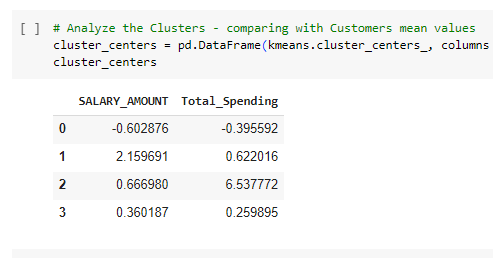 [ ] # Analyze the Clusters - comparing with Customers mean values
cluster_centers = pd.DataFrame(kmeans.cluster_centers_, columns
cluster_centers
SALARY_AMOUNT Total_Spending
0 -0.602876 -0.395592
1 2.159691 0.622016
2 0.666980 6.537772
3 0.360187 0.259895